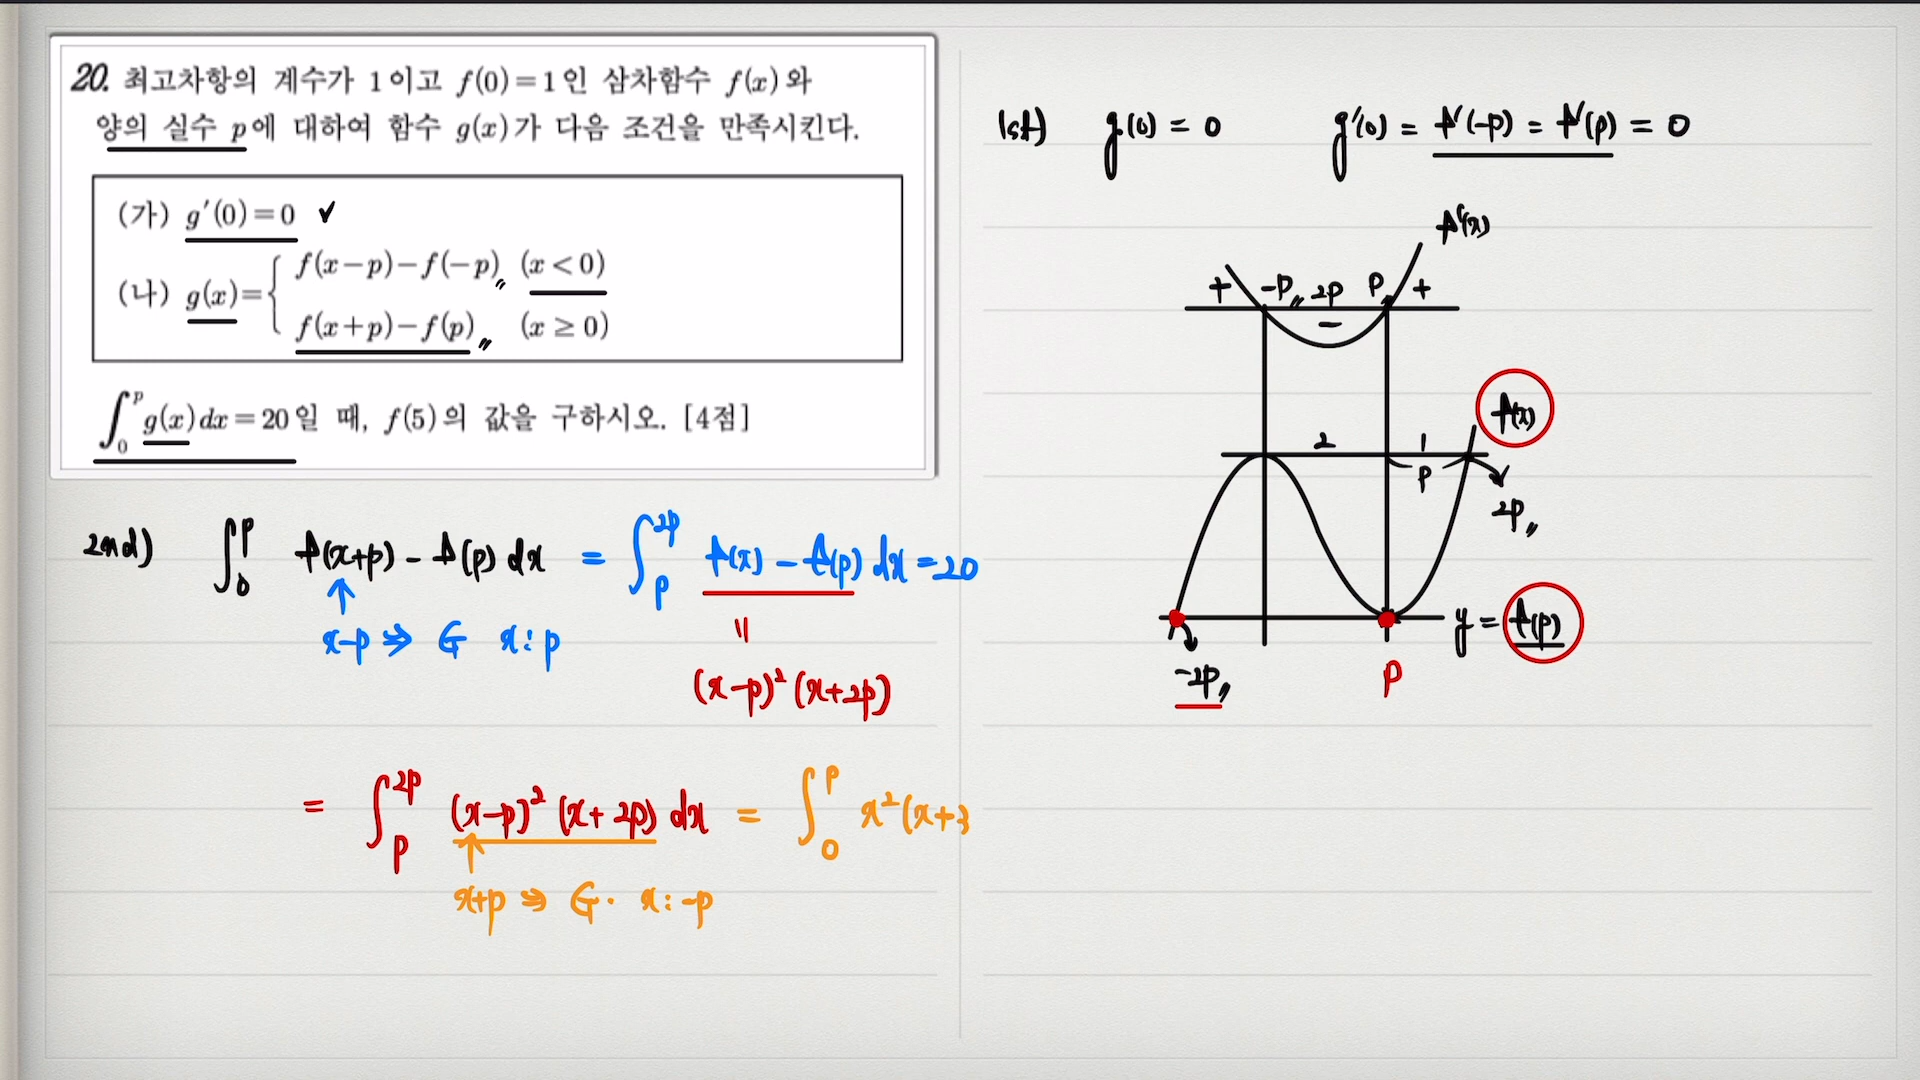 20. 최고차항의 계수가 1이고 f(0)=1인 삼차함수 f(x)와
양의 실수 p에 대하여 함수 g(x)가 다음 조건을 만족시킨다.
(가) g′(0)=0 ✓
(나) g(x)={ f(x−p)−f(−p) (x<0)
f(x+p)−f(p) (x≥0)
∫₀ᵖ g(x)dx=20일 때, f(5)의 값을 구하시오. [4점]
2nd) ∫₀ᵖ f(x+p) − f(p) dx = ∫ₚ²ᵖ f(x) − f(p) dx = 20
x−p ⇒ G x: p
〃
(x−p)² (x+2p)
= ∫ₚ²ᵖ (x−p)² (x+2p) dx = ∫₀ᵖ x²(x+3
x+p ⇒ G. x: −p
1st) g(0) = 0 g′(0) = f′(−p) = f′(p) = 0
f′(x)
+ −p 2p p +
−
f(x)
2 1
p
2p
y = f(p)
−2p p